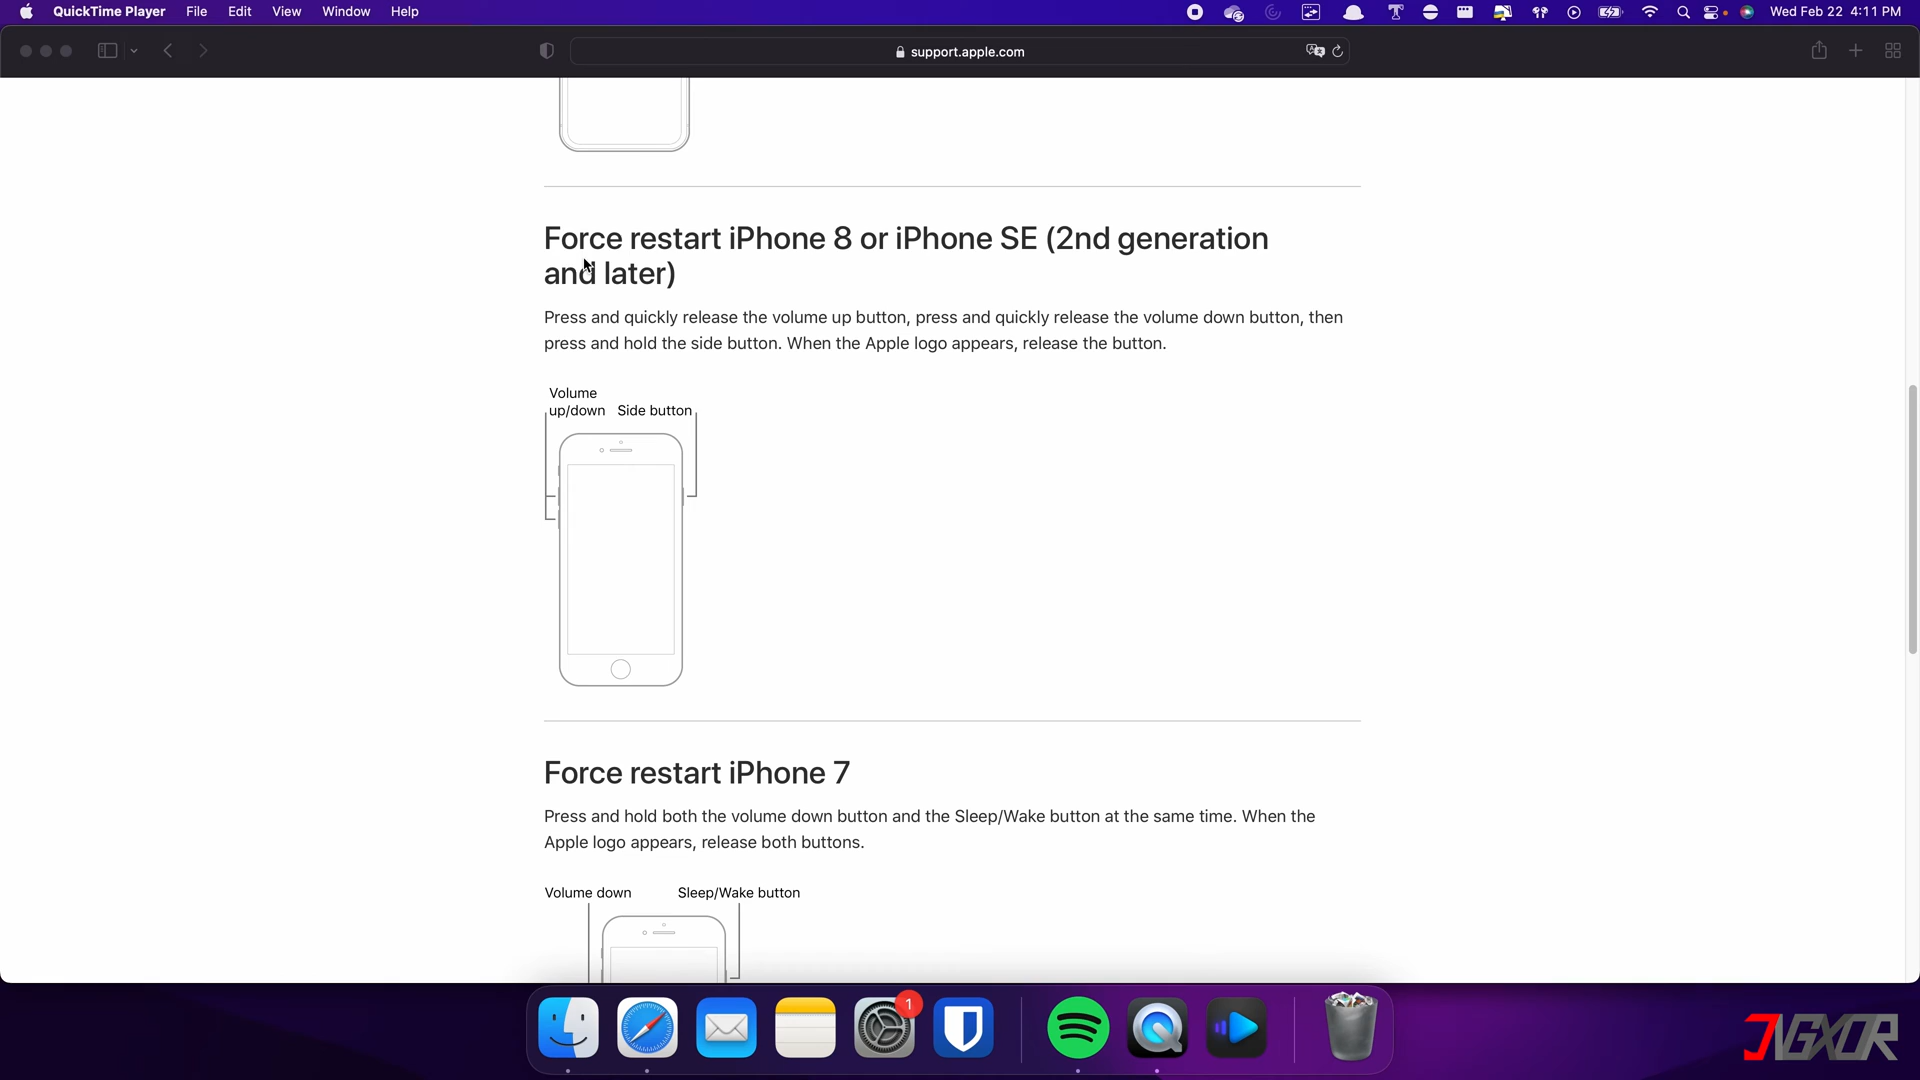 QuickTime Player File Edit View Window Help Wed Feb 22 4:11 PM
support.apple.com
Force restart iPhone 8 or iPhone SE (2nd generation
and later)
Press and quickly release the volume up button, press and quickly release the volume down button, then
press and hold the side button. When the Apple logo appears, release the button.
Volume
up/down Side button
Force restart iPhone 7
Press and hold both the volume down button and the Sleep/Wake button at the same time. When the
Apple logo appears, release both buttons.
Volume down Sleep/Wake button
1
JVGXOR